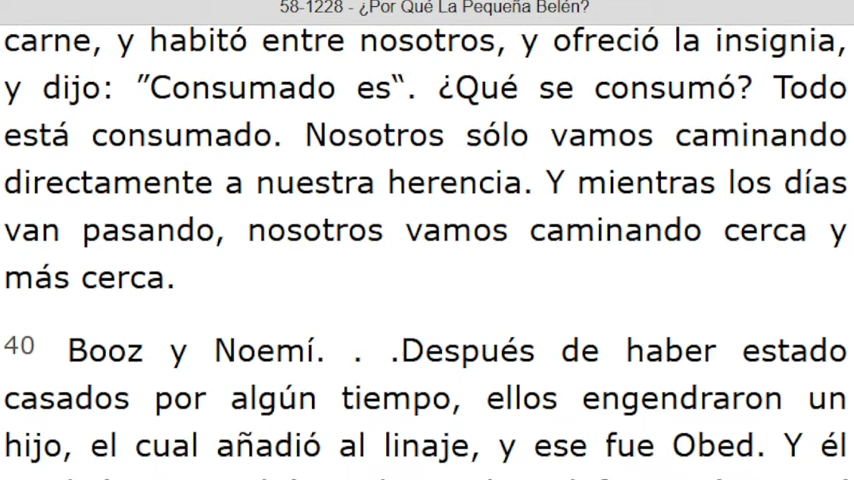 58-1228 - ¿Por Qué La Pequeña Belén?
carne, y habitó entre nosotros, y ofreció la insignia,
y dijo: ”Consumado es“. ¿Qué se consumó? Todo
está consumado. Nosotros sólo vamos caminando
directamente a nuestra herencia. Y mientras los días
van pasando, nosotros vamos caminando cerca y
más cerca.
40 Booz y Noemí. . .Después de haber estado
casados por algún tiempo, ellos engendraron un
hijo, el cual añadió al linaje, y ese fue Obed. Y él